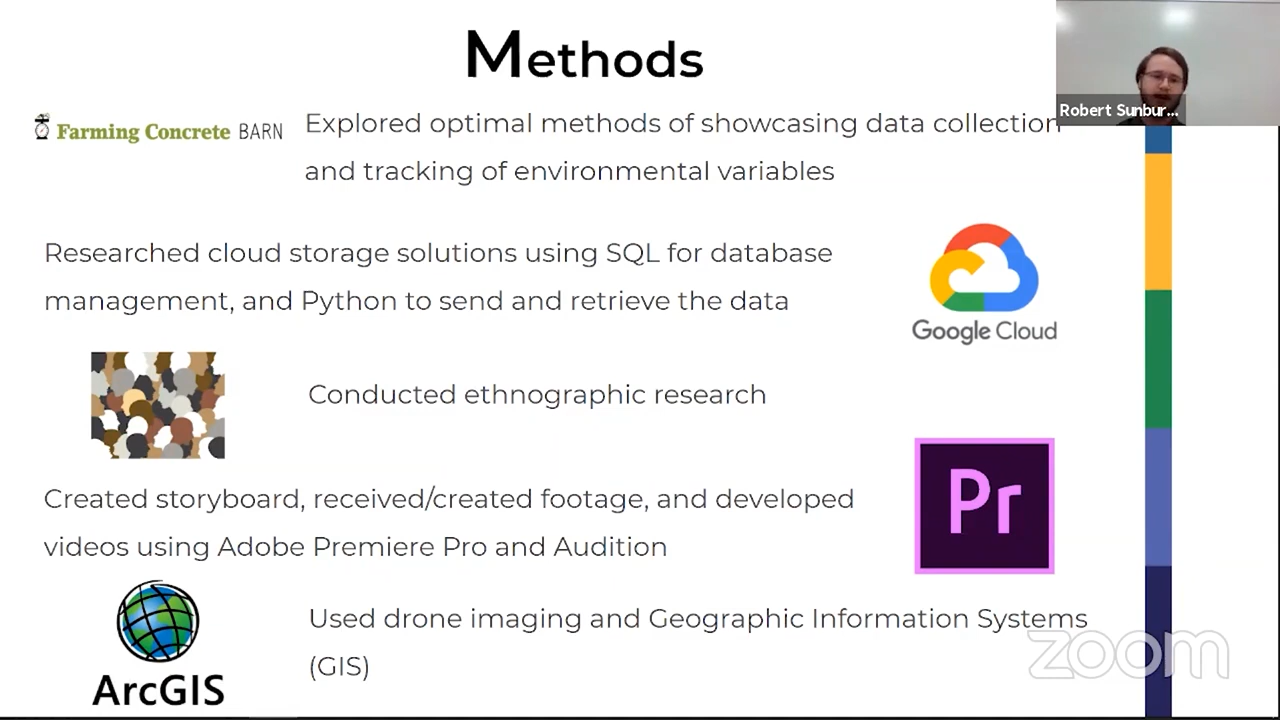 Methods
Robert Sunbur...
Farming Concrete BARN
Explored optimal methods of showcasing data collection
and tracking of environmental variables
Researched cloud storage solutions using SQL for database
management, and Python to send and retrieve the data
Google Cloud
Conducted ethnographic research
Created storyboard, received/created footage, and developed
videos using Adobe Premiere Pro and Audition
Pr
ArcGIS
Used drone imaging and Geographic Information Systems
(GIS)
zoom